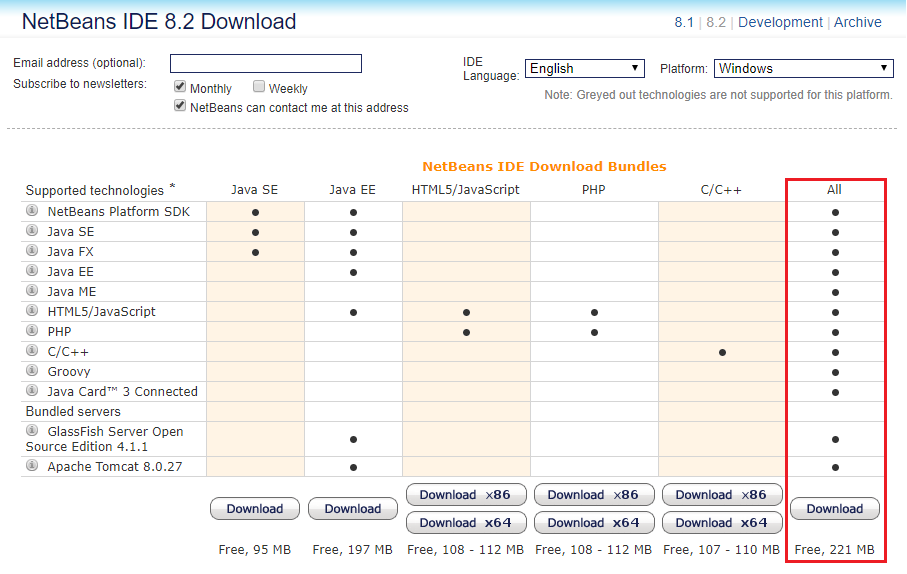 NetBeans IDE 8.2 Download
8.1 | 8.2 | Development | Archive
Email address (optional):
Subscribe to newsletters:
Monthly
Weekly
NetBeans can contact me at this address
IDE
Language:
English
Platform:
Windows
Note: Greyed out technologies are not supported for this platform.
NetBeans IDE Download Bundles
Supported technologies * Java SE Java EE HTML5/JavaScript PHP C/C++ All
NetBeans Platform SDK • • •
Java SE • • •
Java FX • • •
Java EE • •
Java ME •
HTML5/JavaScript • • • •
PHP • • •
C/C++ • •
Groovy •
Java Card™ 3 Connected •
Bundled servers
GlassFish Server Open
Source Edition 4.1.1 • •
Apache Tomcat 8.0.27 • •
Download x86 Download x86 Download x86
Download Download Download
Download x64 Download x64 Download x64
Free, 95 MB Free, 197 MB Free, 108 - 112 MB Free, 108 - 112 MB Free, 107 - 110 MB Free, 221 MB